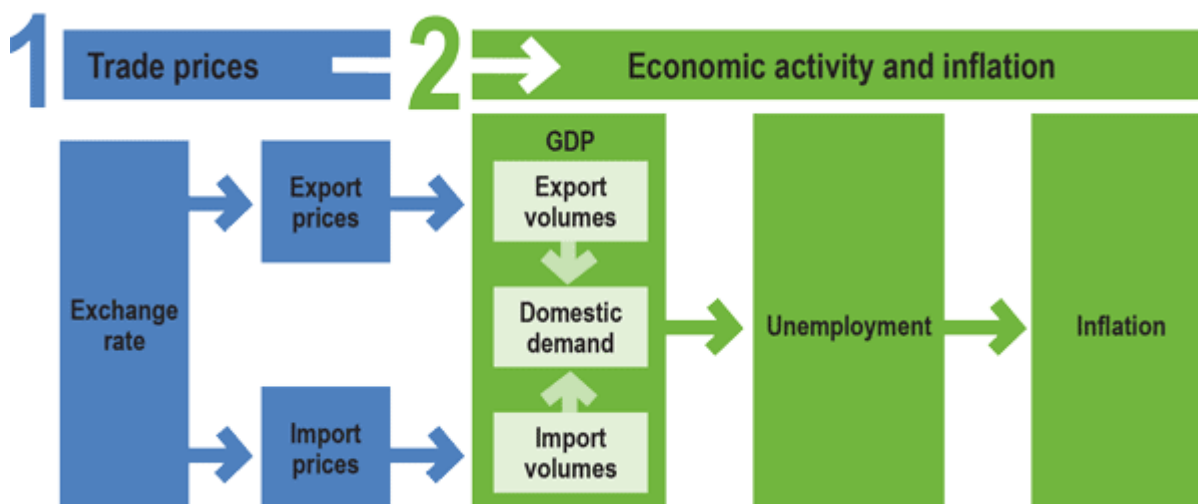 1 Trade prices
2 Economic activity and inflation
Exchange
rate
Export
prices
Import
prices
GDP
Export
volumes
Domestic
demand
Import
volumes
Unemployment
Inflation